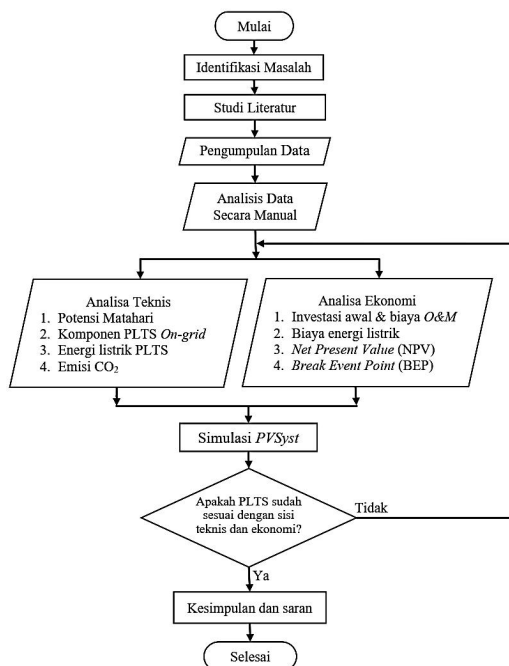 Mulai
Identifikasi Masalah
Studi Literatur
Pengumpulan Data
Analisis Data
Secara Manual
Analisa Teknis
1. Potensi Matahari
2. Komponen PLTS On-grid
3. Energi listrik PLTS
4. Emisi CO₂
Analisa Ekonomi
1. Investasi awal & biaya O&M
2. Biaya energi listrik
3. Net Present Value (NPV)
4. Break Event Point (BEP)
Simulasi PVSyst
Apakah PLTS sudah
sesuai dengan sisi
teknis dan ekonomi?
Tidak
Ya
Kesimpulan dan saran
Selesai